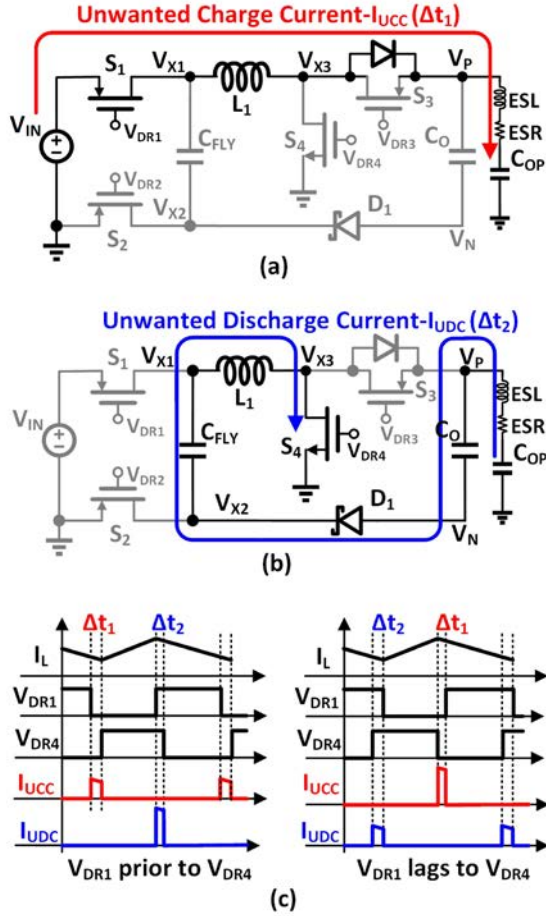 Unwanted Charge Current-IUCC (Δt1)
S1
VX1
VX3
VP
L1
S3
ESL
VIN
VDR1
ESR
CFLY
S4
VDR4
VDR3
CO
COP
VDR2
VX2
D1
S2
VN
(a)
Unwanted Discharge Current-IUDC (Δt2)
S1
VX1
VX3
VP
L1
S3
ESL
VIN
VDR1
ESR
CFLY
S4
VDR4
VDR3
CO
COP
VDR2
VX2
D1
S2
VN
(b)
Δt1 Δt2
IL
VDR1
VDR4
IUCC
IUDC
VDR1 prior to VDR4
Δt2 Δt1
IL
VDR1
VDR4
IUCC
IUDC
VDR1 lags to VDR4
(c)